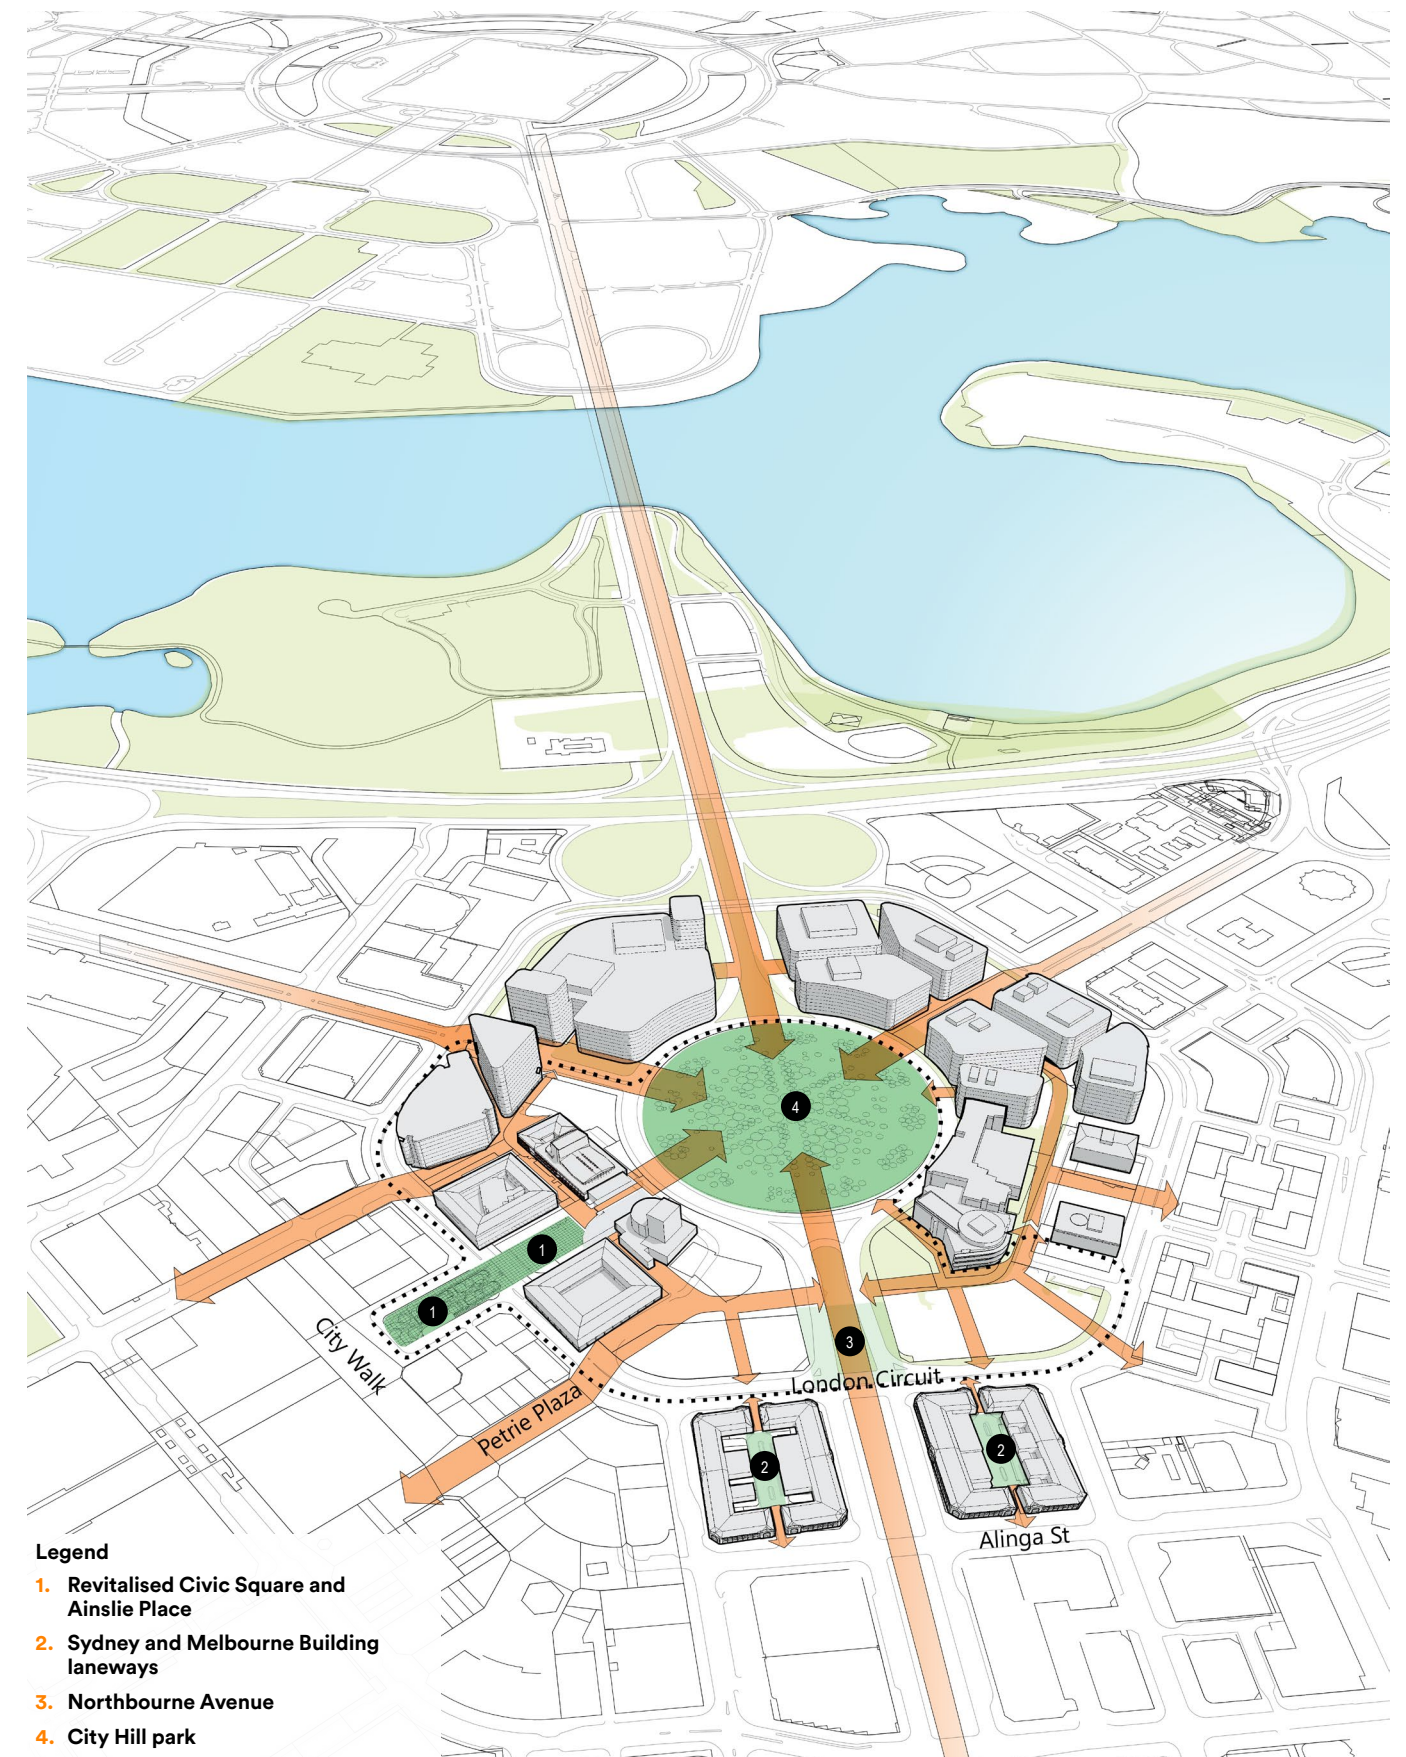 4
1
1
City Walk
3
London Circuit
Petrie Plaza
2
2
Alinga St
Legend
1. Revitalised Civic Square and
Ainslie Place
2. Sydney and Melbourne Building
laneways
3. Northbourne Avenue
4. City Hill park